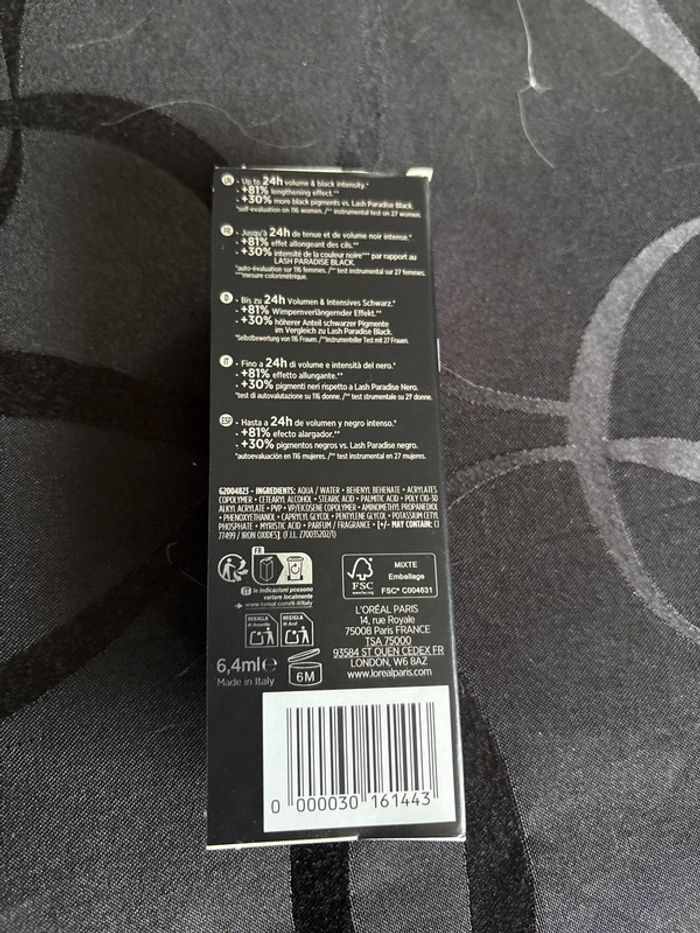 UK - Up to 24h volume & black intensity.*
- +81% lengthening effect.**
- +30% more black pigments vs. Lash Paradise Black.
*self-evaluation on 116 women. /** instrumental test on 27 women.
FR - Jusqu'à 24h de tenue et de volume noir intense.*
- +81% effet allongeant des cils.**
- +30% intensité de la couleur noire*** par rapport au
LASH PARADISE BLACK.
*auto-évaluation sur 116 femmes. /** test instrumental sur 27 femmes.
***mesure colorimétrique.
D - Bis zu 24h Volumen & Intensives Schwarz.*
- +81% Wimpernverlängernder Effekt.**
- +30% höherer Anteil schwarzer Pigmente
im Vergleich zu Lash Paradise Black.
*Selbstbewertung von 116 Frauen. /**Instrumenteller Test mit 27 Frauen.
IT - Fino a 24h di volume e intensità del nero.*
- +81% effetto allungante.**
- +30% pigmenti neri rispetto a Lash Paradise Nero.
*test di autovalutazione su 116 donne. /** test strumentale su 27 donne.
ESP - Hasta a 24h de volumen y negro intenso.*
- +81% efecto alargador.**
- +30% pigmentos negros vs. Lash Paradise negro.
*autoevaluación en 116 mujeres. /** test instrumental en 27 mujeres.
G2004823 - INGREDIENTS: AQUA / WATER • BEHENYL BEHENATE • ACRYLATES
COPOLYMER • CETEARYL ALCOHOL • STEARIC ACID • PALMITIC ACID • POLY C10-30
ALKYL ACRYLATE • PVP • VP/EICOSENE COPOLYMER • AMINOMETHYL PROPANEDIOL
• PHENOXYETHANOL • CAPRYLYL GLYCOL • PENTYLENE GLYCOL • POTASSIUM CETYL
PHOSPHATE • MYRISTIC ACID • PARFUM / FRAGRANCE • [+/- MAY CONTAIN: CI
77499 / IRON OXIDES]. (F.I.L. Z70035202/1)
FR
IT le indicazioni possono
variare localmente
www.loreal.com/it-it/italy
FSC
www.fsc.org
MIXTE
Emballage
FSC® C004631
RECICLA
Al Amarillo
RECICLA
Al Azul
L'ORÉAL PARIS
14, rue Royale
75008 Paris FRANCE
TSA 75000
93584 ST OUEN CEDEX FR
LONDON, W6 8AZ
www.lorealparis.com
6,4ml e
6M
Made in Italy
0 000030 161443